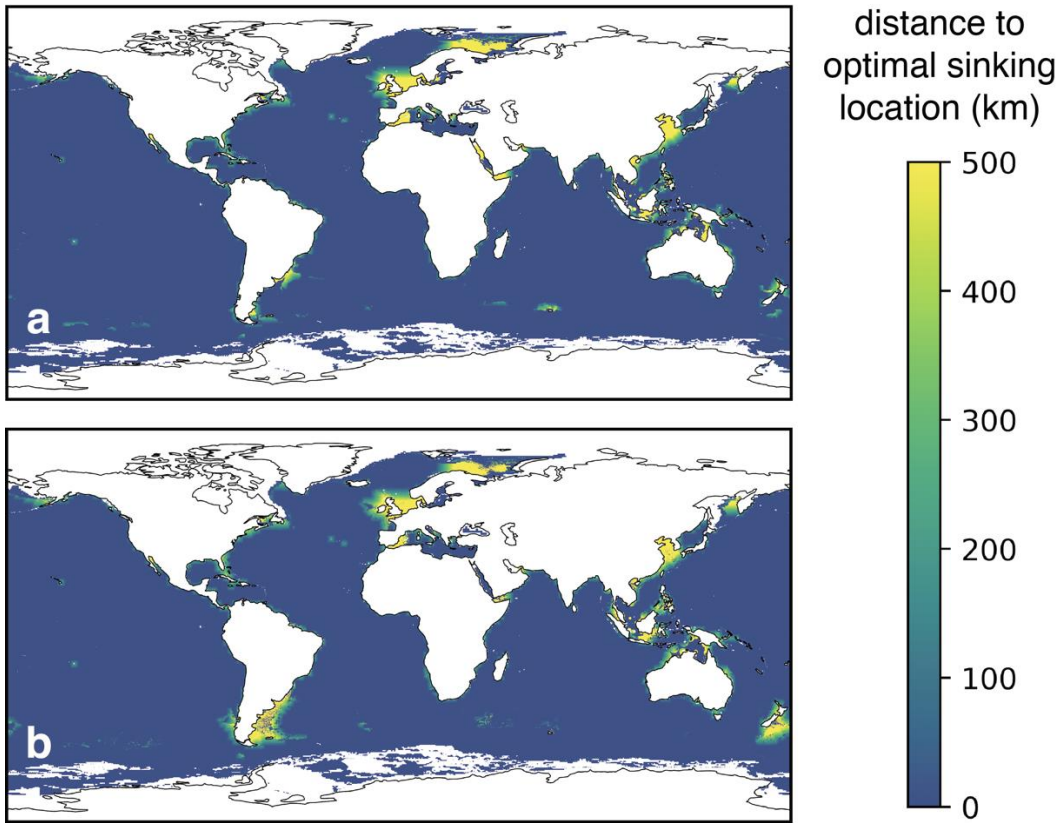 distance to
optimal sinking
location (km)
500
400
300
200
100
0
a
b